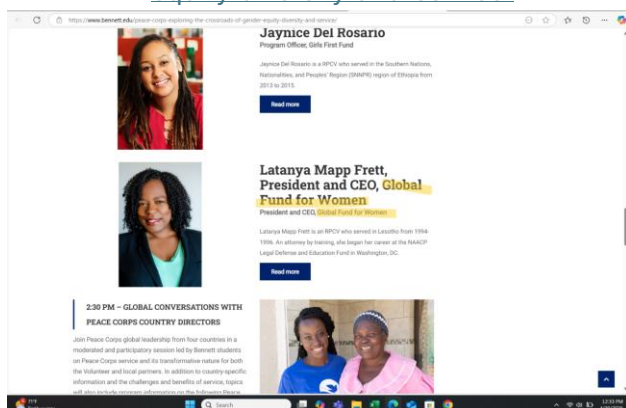 https://www.bennett.edu/peace-corps-exploring-the-crossroads-of-gender-equity-diversity-and-service/
Jaynice Del Rosario
Program Officer, Girls First Fund
Jaynice Del Rosario is a RPCV who served in the Southern Nations,
Nationalities, and Peoples' Region (SNNPR) region of Ethiopia from
2013 to 2015.
Read more
Latanya Mapp Frett,
President and CEO, Global
Fund for Women
President and CEO, Global Fund for Women
Latanya Mapp Frett is an RPCV who served in Lesotho from 1994-
1996. An attorney by training, she began her career at the NAACP
Legal Defense and Education Fund in Washington, DC.
Read more
2:30 PM – GLOBAL CONVERSATIONS WITH
PEACE CORPS COUNTRY DIRECTORS
Join Peace Corps global leadership from four countries in a
moderated and participatory session led by Bennett students
on Peace Corps service and its transformative nature for both
the Volunteer and local partners. In addition to country-specific
information and the challenges and benefits of service, topics
will also include program information on the following Peace
Search
12:33 PM